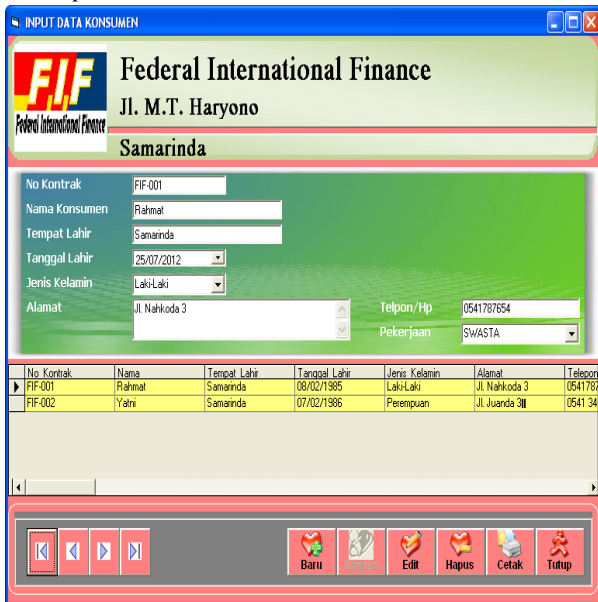 INPUT DATA KONSUMEN
FIF
Federal International Finance
Federal International Finance
Jl. M.T. Haryono
Samarinda
No Kontrak FIF-001
Nama Konsumen Rahmat
Tempat Lahir Samarinda
Tanggal Lahir 25/07/2012
Jenis Kelamin Laki-Laki
Alamat Jl. Nahkoda 3 Telpon/Hp 0541787654
Pekerjaan SWASTA
No Kontrak Nama Tempat Lahir Tanggal Lahir Jenis Kelamin Alamat Telepon
FIF-001 Rahmat Samarinda 08/02/1985 Laki-Laki Jl. Nahkoda 3 054178
FIF-002 Yatni Samarinda 07/02/1986 Perempuan Jl. Juanda 3 0541 34
Baru Edit Hapus Cetak Tutup